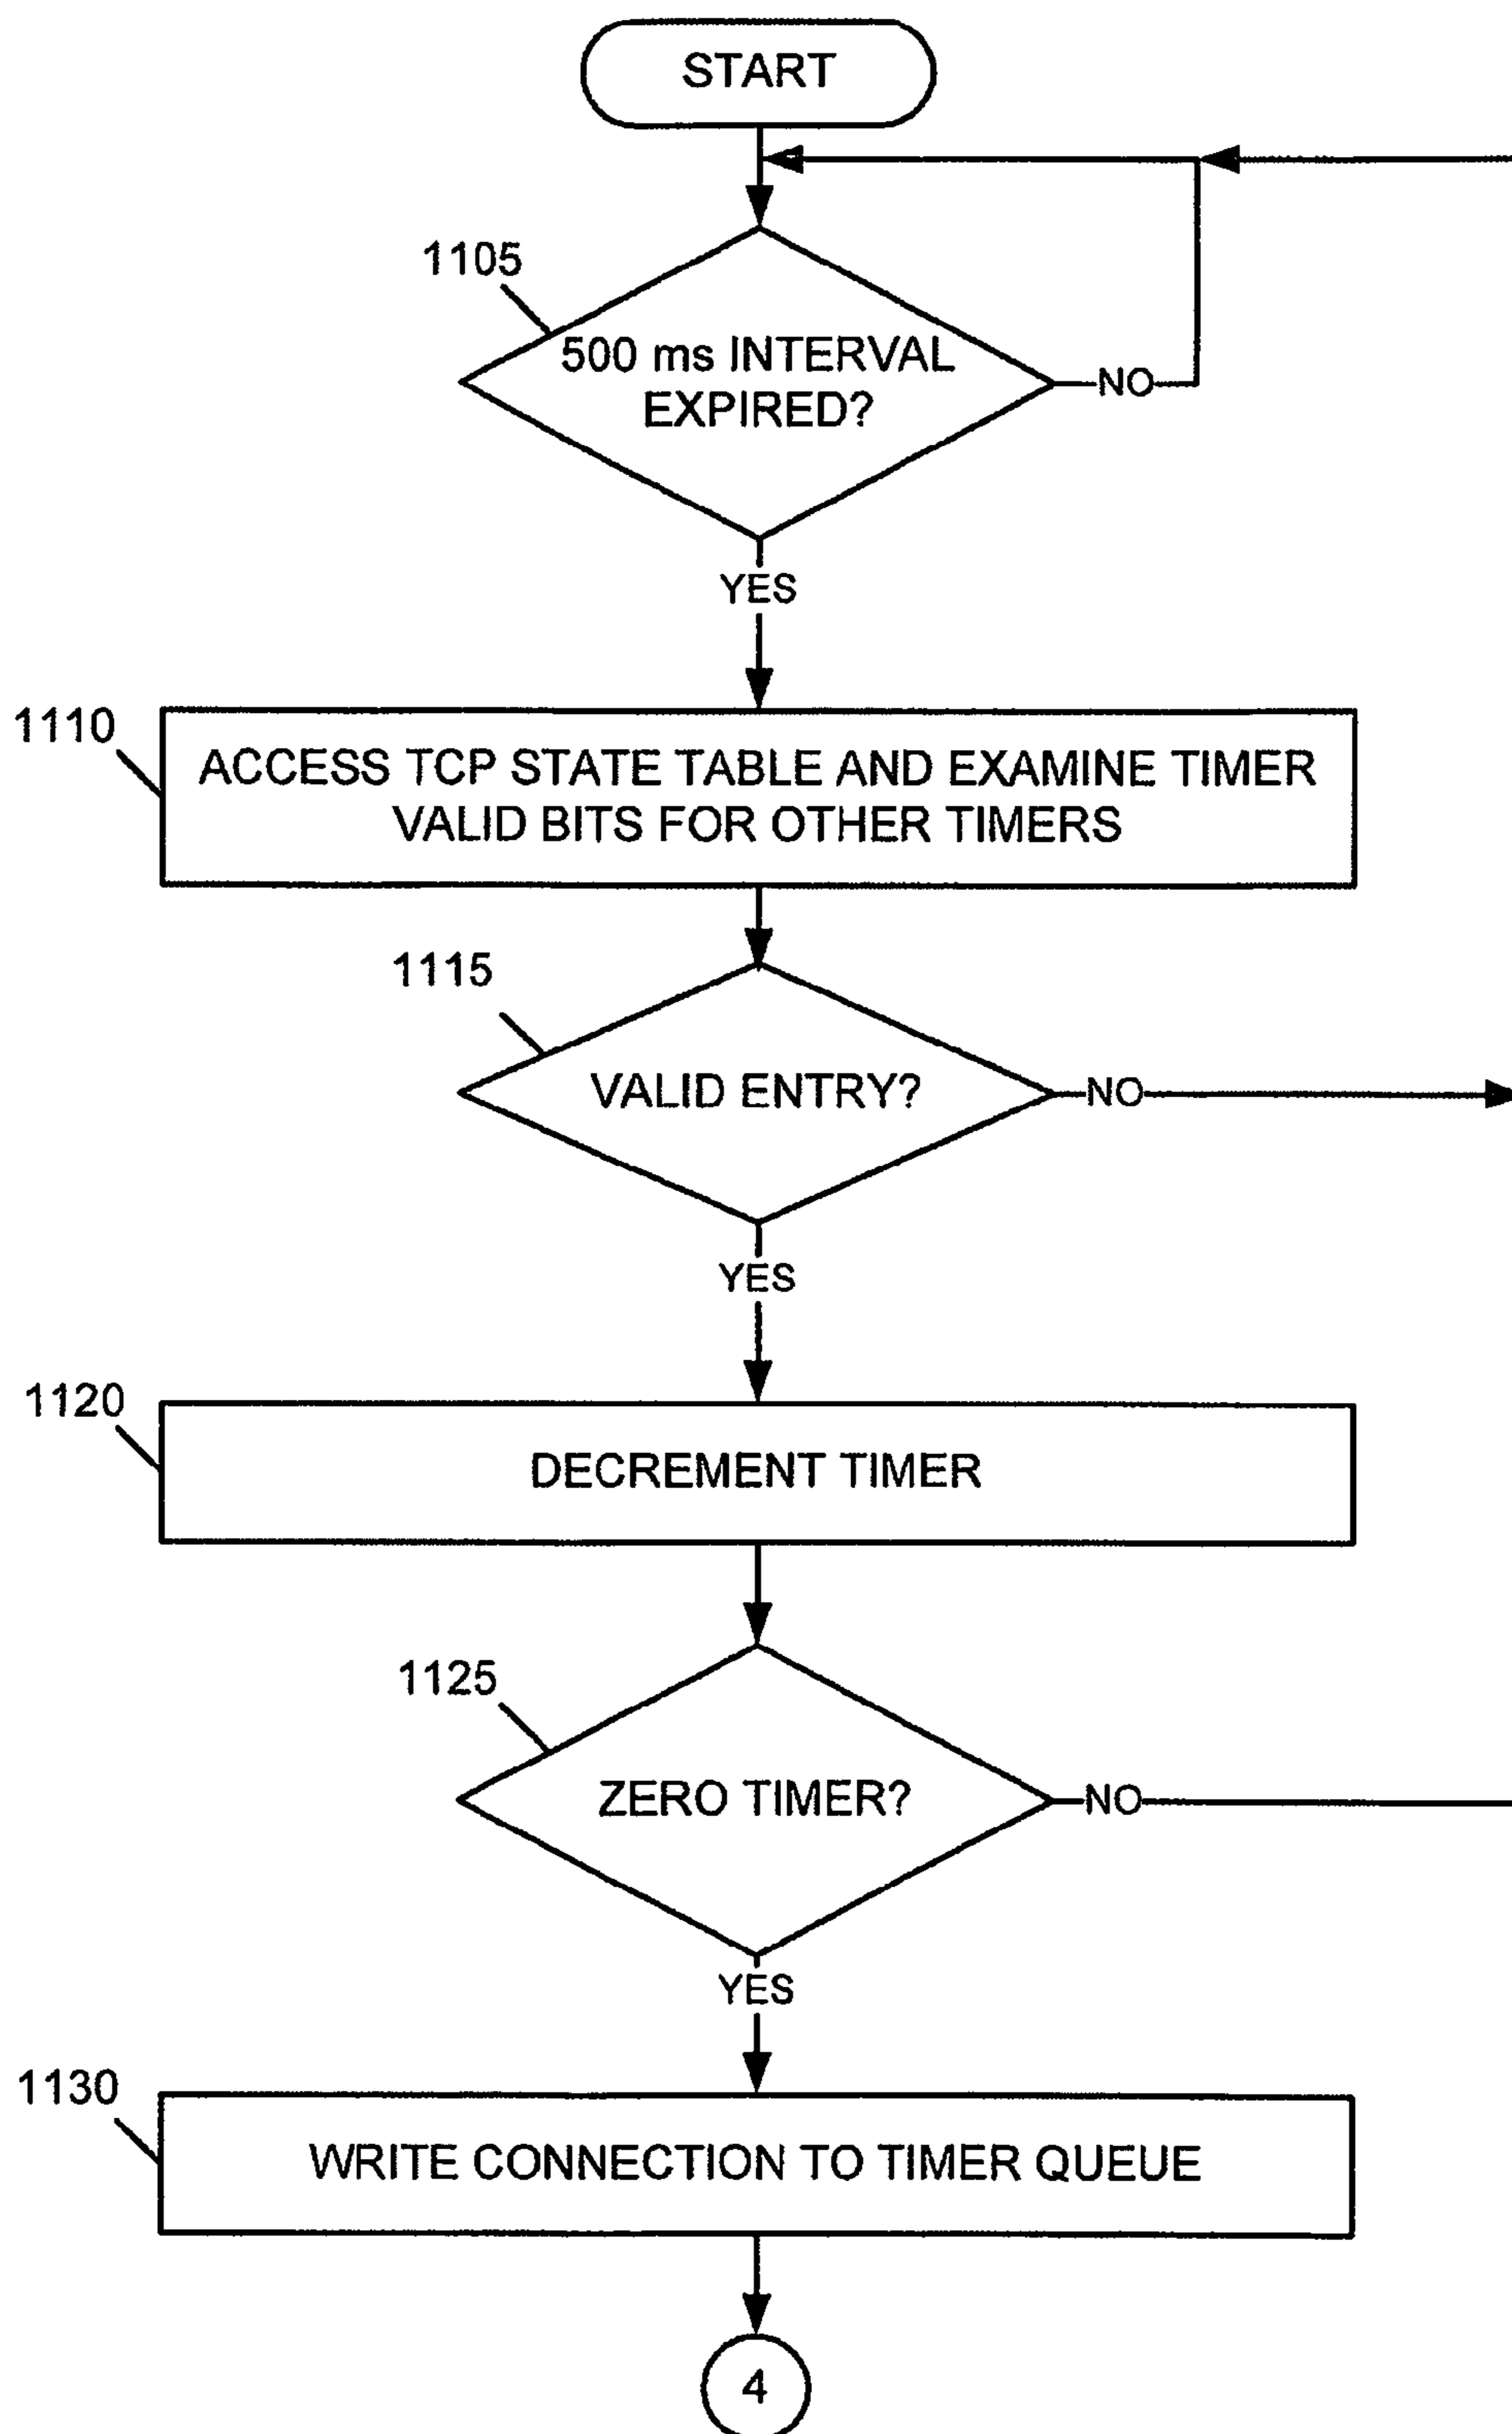 START
1105
500 ms INTERVAL
EXPIRED?
NO
YES
1110
ACCESS TCP STATE TABLE AND EXAMINE TIMER
VALID BITS FOR OTHER TIMERS
1115
VALID ENTRY?
NO
YES
1120
DECREMENT TIMER
1125
ZERO TIMER?
NO
YES
1130
WRITE CONNECTION TO TIMER QUEUE
4